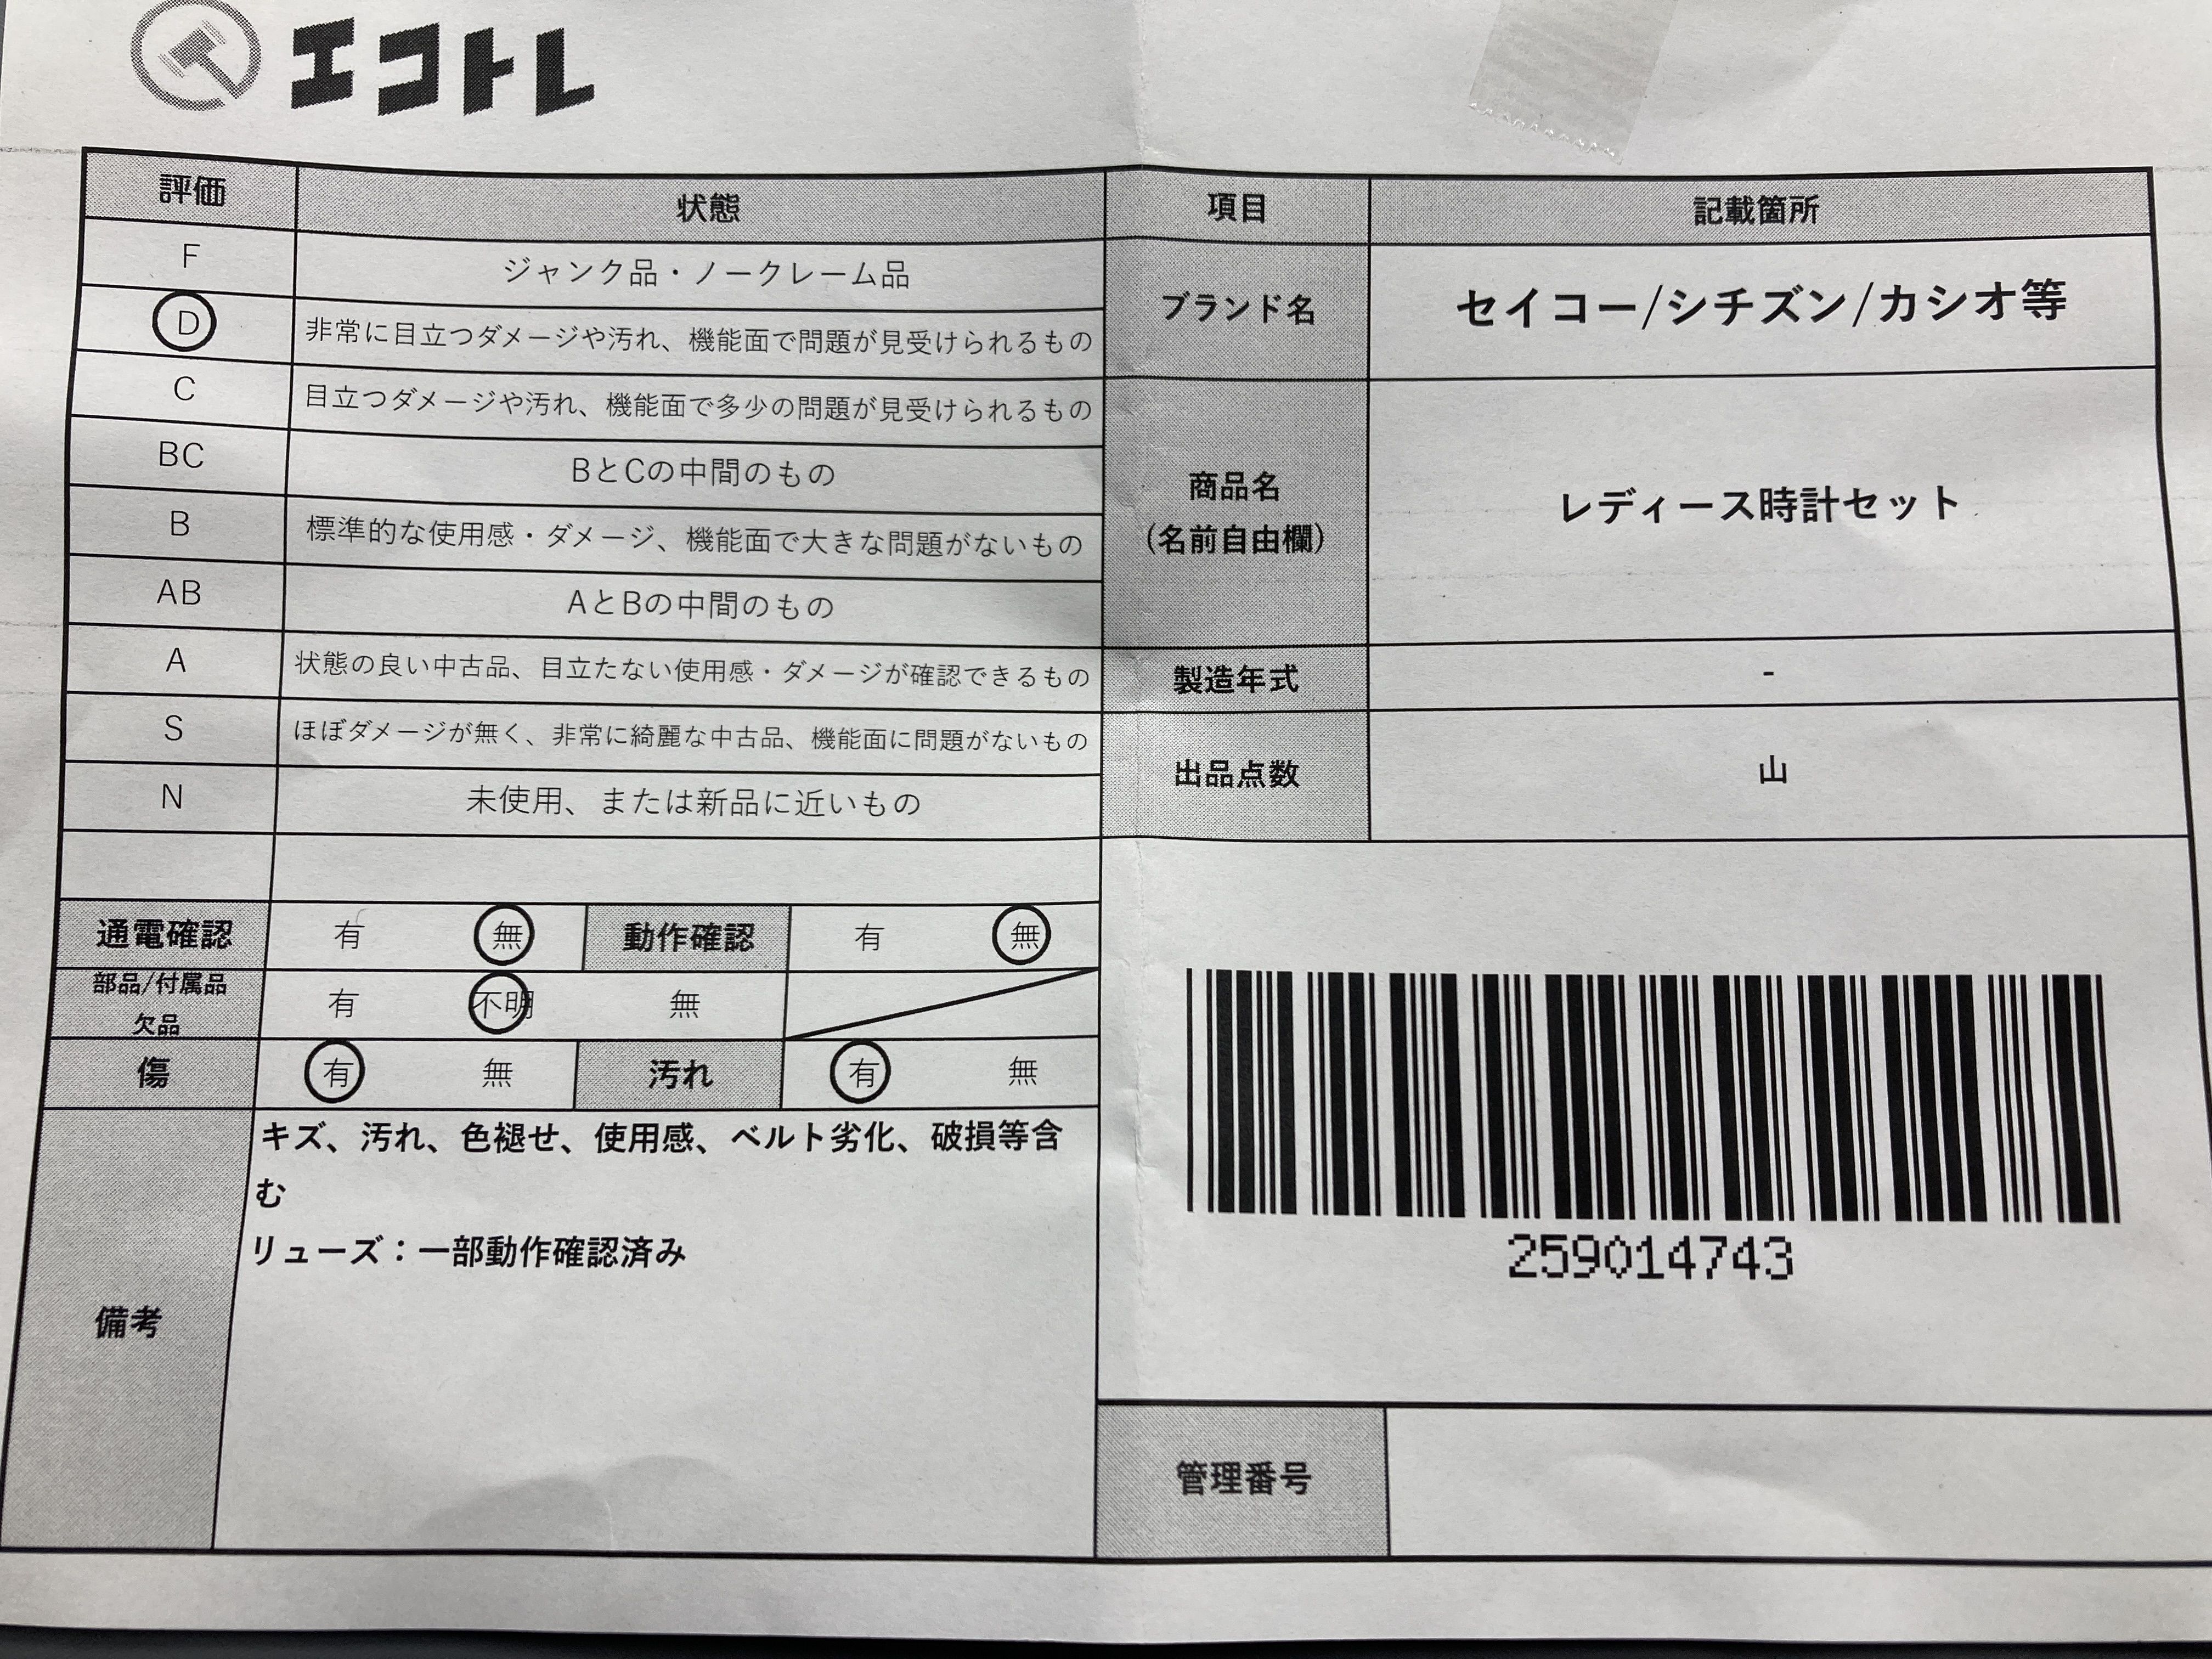 エコトレ
評価 状態 項目 記載箇所
F ジャンク品・ノークレーム品
D 非常に目立つダメージや汚れ、機能面で問題が見受けられるもの
ブランド名 セイコー/シチズン/カシオ等
C 目立つダメージや汚れ、機能面で多少の問題が見受けられるもの
BC BとCの中間のもの
商品名
(名前自由欄)
レディース時計セット
B 標準的な使用感・ダメージ、機能面で大きな問題がないもの
AB AとBの中間のもの
A 状態の良い中古品、目立たない使用感・ダメージが確認できるもの
製造年式 -
S ほぼダメージが無く、非常に綺麗な中古品、機能面に問題がないもの
出品点数 山
N 未使用、または新品に近いもの
通電確認 有 無 動作確認 有 無
部品/付属品
欠品
有 不明 無
傷 有 無 汚れ 有 無
備考
キズ、汚れ、色褪せ、使用感、ベルト劣化、破損等含
む
リューズ：一部動作確認済み
259014743
管理番号